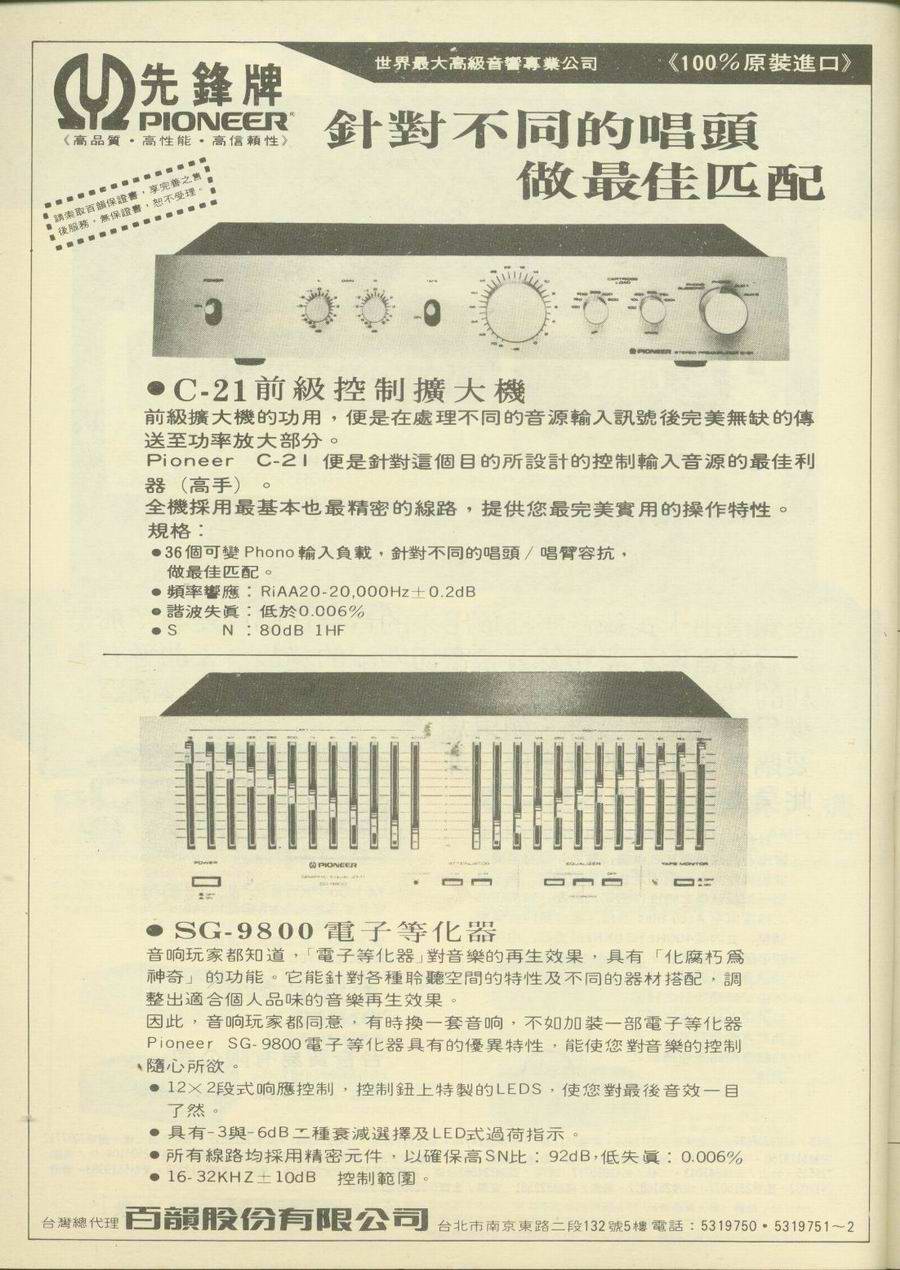 世界最大高級音響專業公司 《100%原裝進口》
先鋒牌
PIONEER®
《高品質・高性能・高信賴性》
針對不同的唱頭
做最佳匹配
請索取百韻保證書，享完善之售
後服務，無保證書，恕不受理。
POWER
CARTRIDGE
LOAD
PIONEER STEREO PREAMPLIFIER C-21
●C-21前級控制擴大機
前級擴大機的功用，便是在處理不同的音源輸入訊號後完美無缺的傳
送至功率放大部分。
Pioneer C-21 便是針對這個目的所設計的控制輸入音源的最佳利
器（高手）。
全機採用最基本也最精密的線路，提供您最完美實用的操作特性。
規格：
●36個可變 Phono 輸入負載，針對不同的唱頭／唱臂容抗，
做最佳匹配。
●頻率響應：RiAA20-20,000Hz±0.2dB
●諧波失眞：低於0.006%
●S N：80dB 1HF
POWER
PIONEER
ATTENUATOR
EQUALIZER
TAPE MONITOR
SG-9800
●SG-9800電子等化器
音响玩家都知道，「電子等化器」對音樂的再生效果，具有「化腐朽爲
神奇」的功能。它能針對各種聆聽空間的特性及不同的器材搭配，調
整出適合個人品味的音樂再生效果。
因此，音响玩家都同意，有時換一套音响，不如加裝一部電子等化器
Pioneer SG-9800電子等化器具有的優異特性，能使您對音樂的控制
隨心所欲。
●12×2段式响應控制，控制鈕上特製的LEDS，使您對最後音效一目
了然。
●具有-3與-6dB二種衰減選擇及LED式過荷指示。
●所有線路均採用精密元件，以確保高SN比：92dB，低失眞：0.006%
●16-32KHZ±10dB 控制範圍。
台灣總代理 百韻股份有限公司 台北市南京東路二段132號5樓 電話：5319750・5319751～2